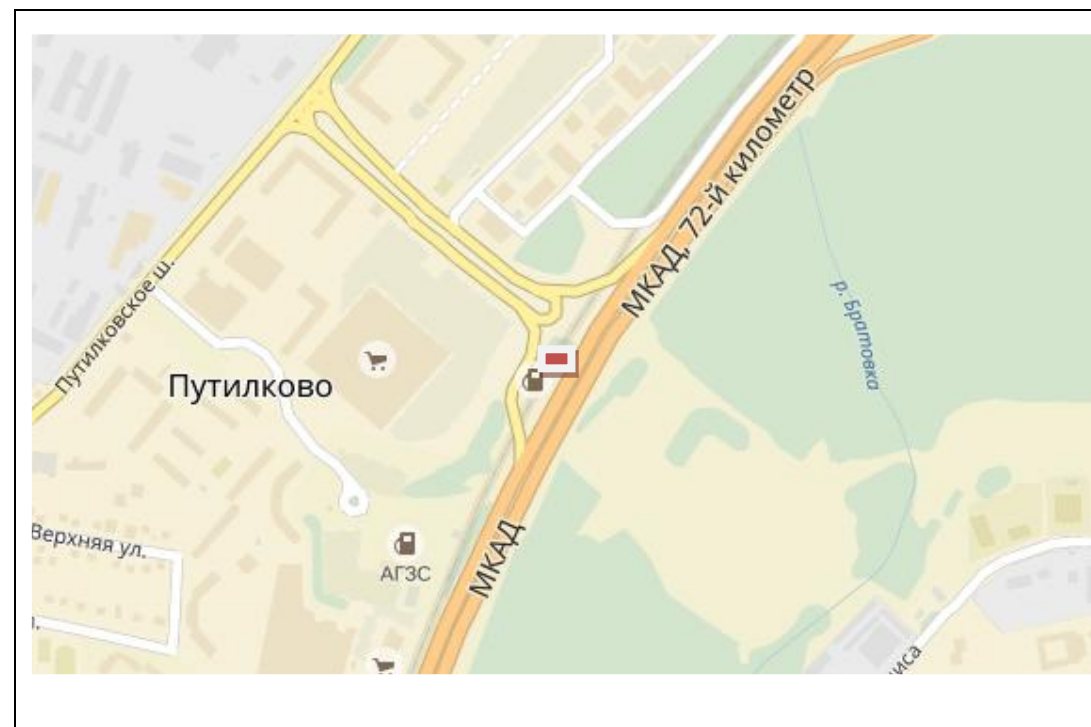 МКАД, 72-й километр
Путилковское ш.
р. Братовка
Путилково
Верхняя ул.
МКАД
АГЗС